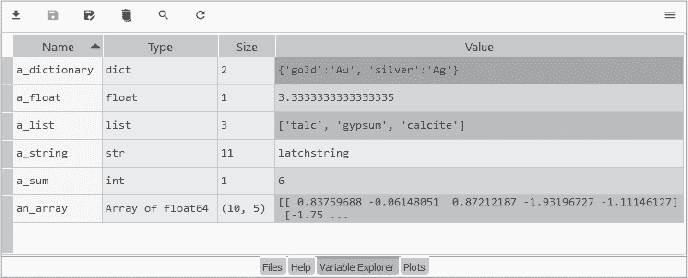 Name Type Size Value
a_dictionary dict 2 {'gold':'Au', 'silver':'Ag'}
a_float float 1 3.3333333333333335
a_list list 3 ['talc', 'gypsum', 'calcite']
a_string str 11 latchstring
a_sum int 1 6
an_array Array of float64 (10, 5) [[ 0.83759688 -0.06148051 0.87212187 -1.93196727 -1.11146127]
[-1.75 ...
Files Help Variable Explorer Plots